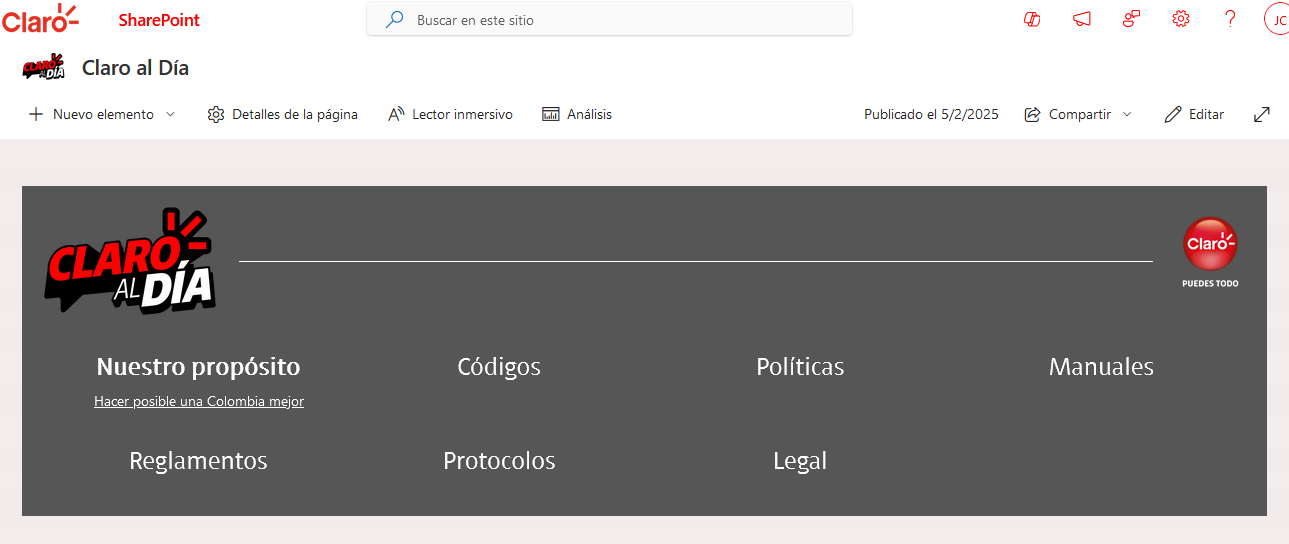 Claro
SharePoint
Buscar en este sitio
JC
CLARO AL DÍA
Claro al Día
Nuevo elemento
Detalles de la página
Lector inmersivo
Análisis
Publicado el 5/2/2025
Compartir
Editar
CLARO
AL DÍA
Claro
PUEDES TODO
Nuestro propósito
Códigos
Políticas
Manuales
Hacer posible una Colombia mejor
Reglamentos
Protocolos
Legal